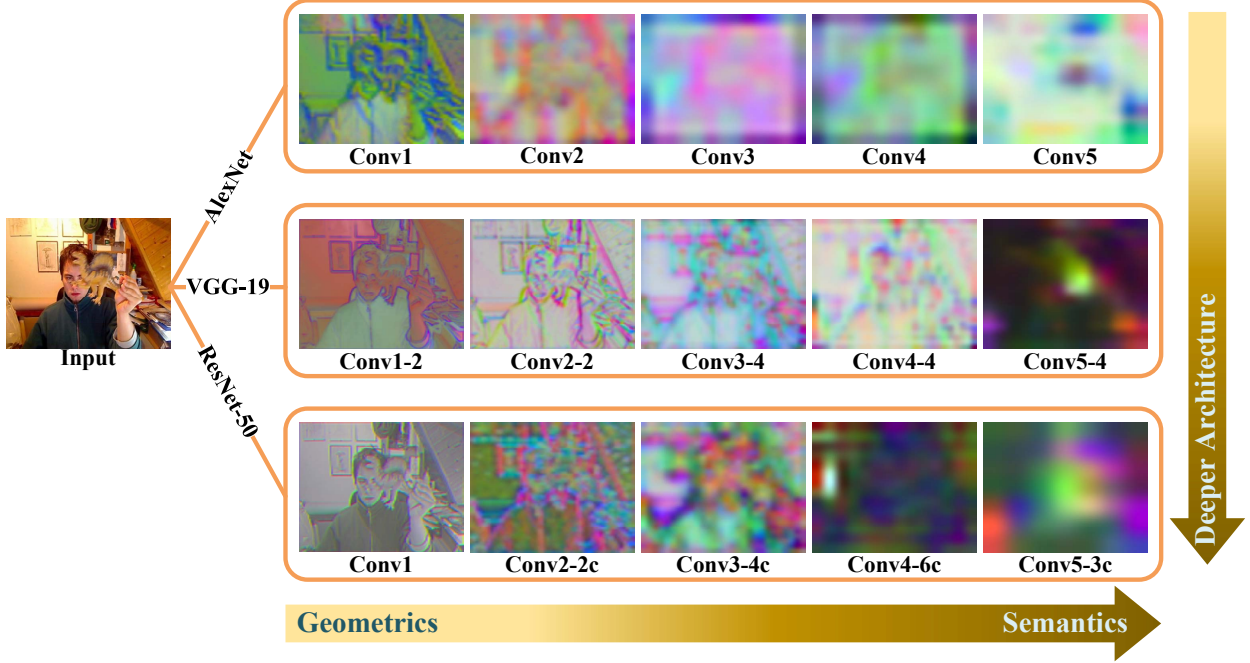 AlexNet
Conv1
Conv2
Conv3
Conv4
Conv5
Input
VGG-19
Conv1-2
Conv2-2
Conv3-4
Conv4-4
Conv5-4
ResNet-50
Conv1
Conv2-2c
Conv3-4c
Conv4-6c
Conv5-3c
Geometrics
Semantics
Deeper Architecture